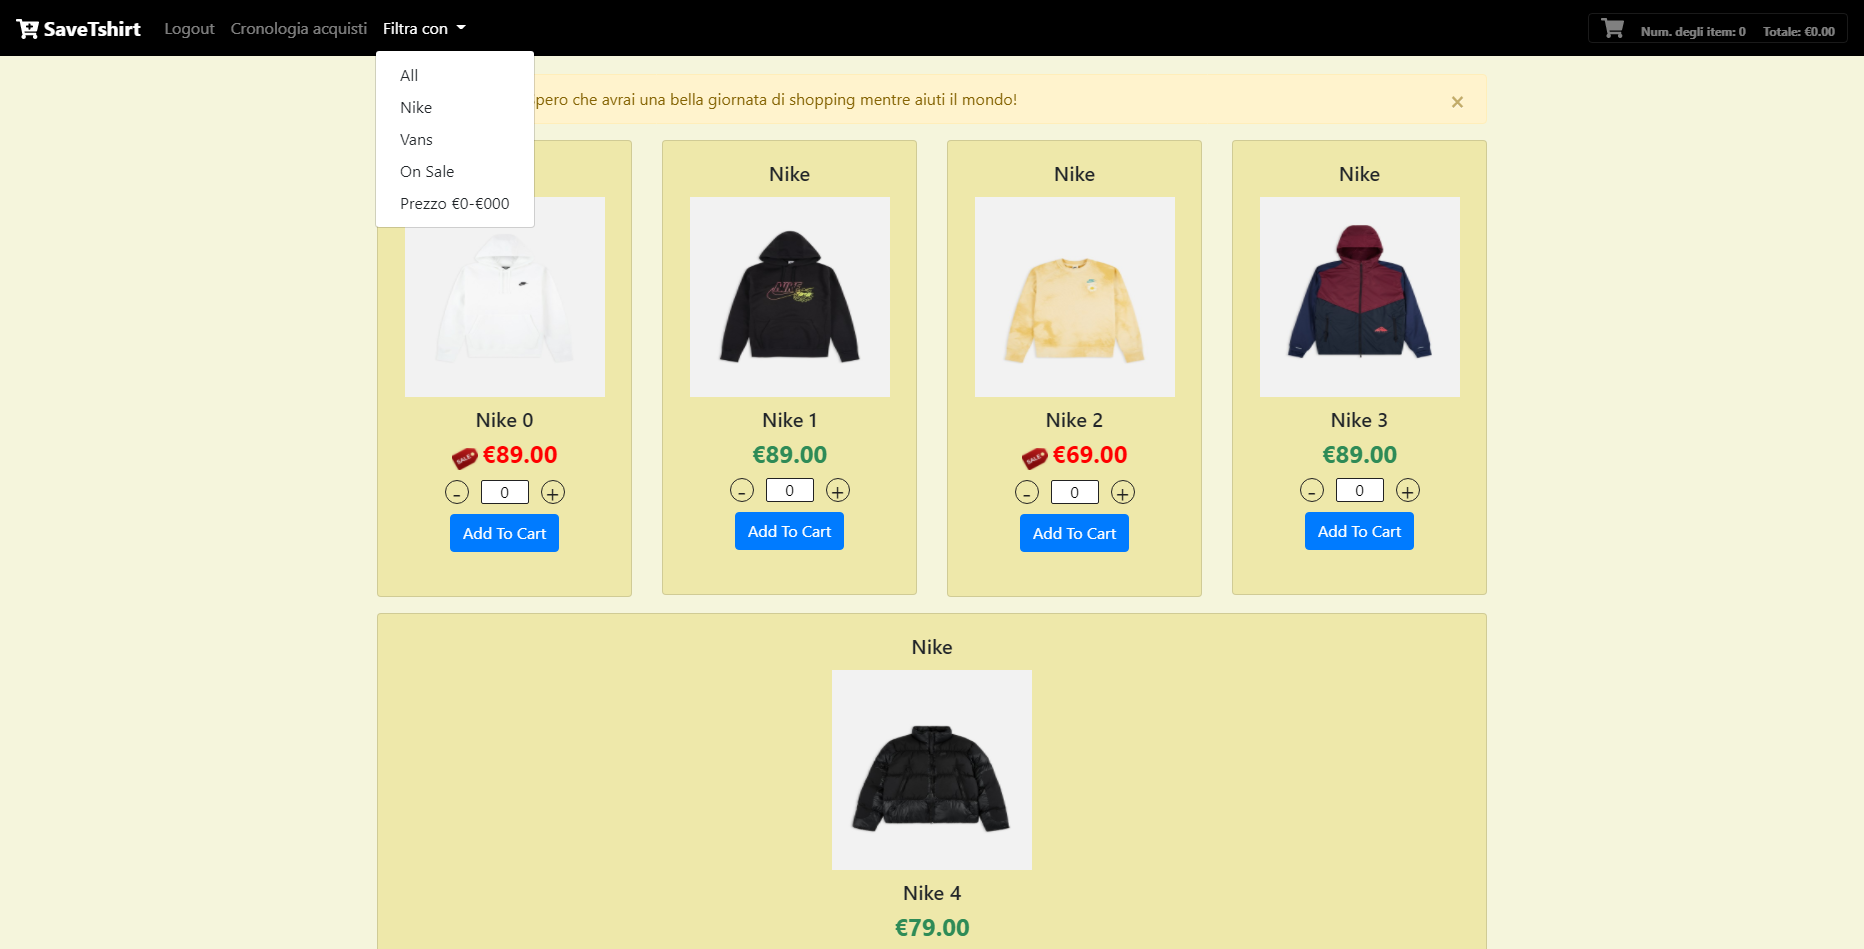 SaveTshirt Logout Cronologia acquisti Filtra con Num. degli item: 0 Totale: €0.00
All
Nike
Vans
On Sale
Prezzo €0-€000
pero che avrai una bella giornata di shopping mentre aiuti il mondo! ×
Nike Nike Nike
NIKE
Nike 0 Nike 1 Nike 2 Nike 3
SALE €89.00 €89.00 SALE €69.00 €89.00
- 0 + - 0 + - 0 + - 0 +
Add To Cart Add To Cart Add To Cart Add To Cart
Nike
Nike 4
€79.00